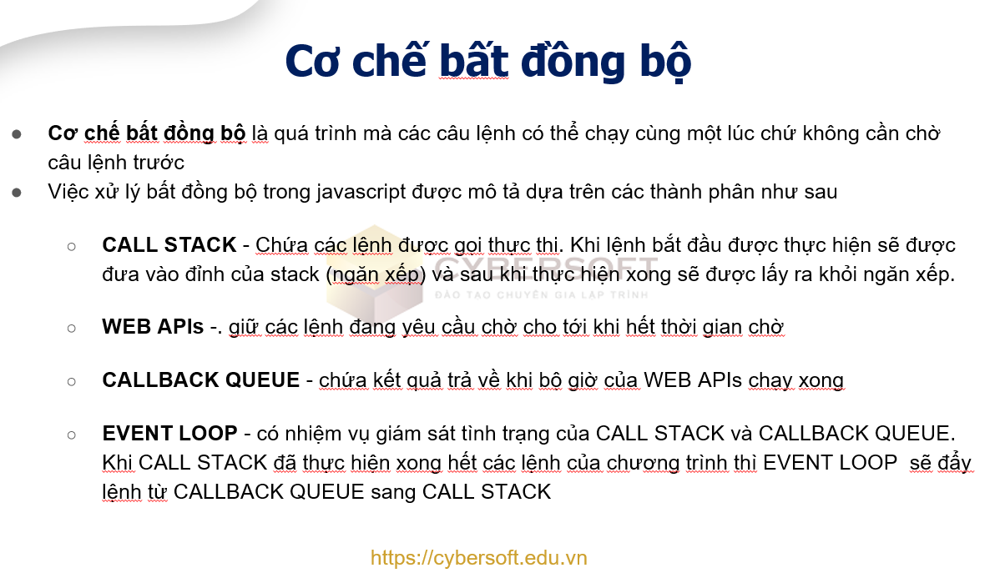 Cơ chế bất đồng bộ
● Cơ chế bất đồng bộ là quá trình mà các câu lệnh có thể chạy cùng một lúc chứ không cần chờ
câu lệnh trước
● Việc xử lý bất đồng bộ trong javascript được mô tả dựa trên các thành phân như sau
○ CALL STACK - Chứa các lệnh được gọi thực thi. Khi lệnh bắt đầu được thực hiện sẽ được
đưa vào đỉnh của stack (ngăn xếp) và sau khi thực hiện xong sẽ được lấy ra khỏi ngăn xếp.
CYBERSOFT
ĐÀO TẠO CHUYÊN GIA LẬP TRÌNH
○ WEB APIs -. giữ các lệnh đang yêu cầu chờ cho tới khi hết thời gian chờ
○ CALLBACK QUEUE - chứa kết quả trả về khi bộ giờ của WEB APIs chạy xong
○ EVENT LOOP - có nhiệm vụ giám sát tình trạng của CALL STACK và CALLBACK QUEUE.
Khi CALL STACK đã thực hiện xong hết các lệnh của chương trình thì EVENT LOOP  sẽ đẩy
lệnh từ CALLBACK QUEUE sang CALL STACK
https://cybersoft.edu.vn